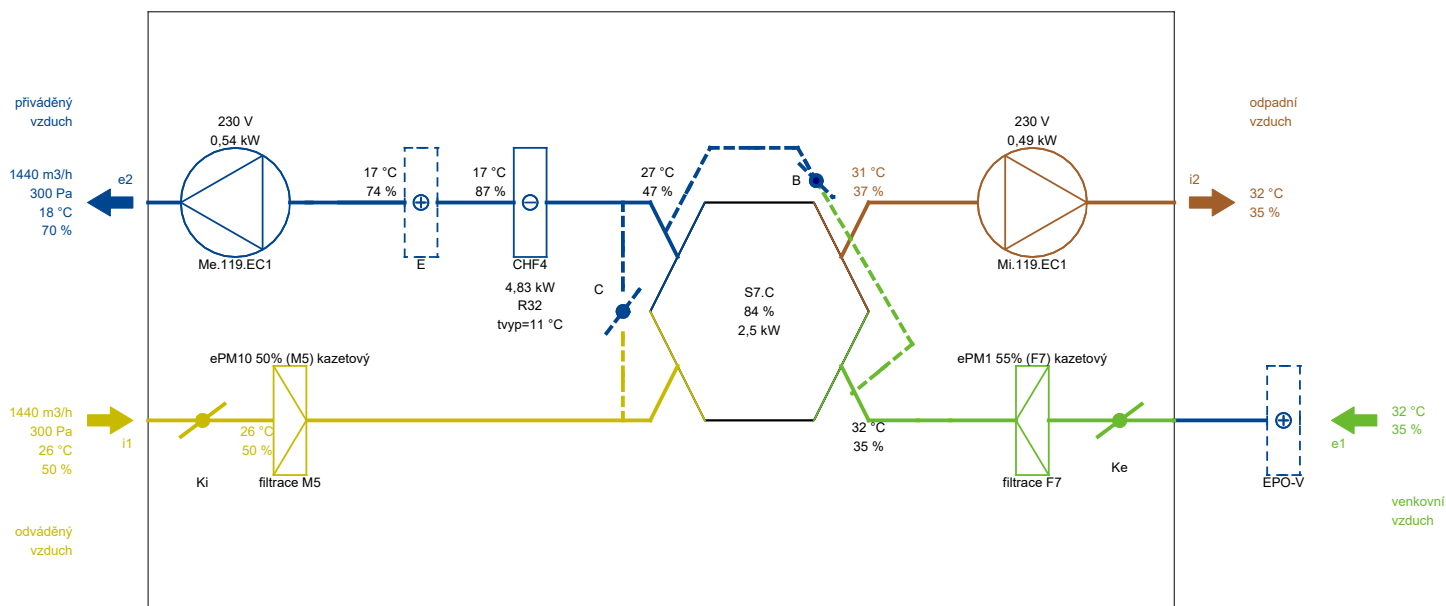 přiváděný
vzduch
1440 m3/h
300 Pa
18 °C
70 %
e2
230 V
0,54 kW
Me.119.EC1
17 °C
74 %
E
17 °C
87 %
CHF4
4,83 kW
R32
tvyp=11 °C
C
27 °C
47 %
B
S7.C
84 %
2,5 kW
31 °C
37 %
230 V
0,49 kW
Mi.119.EC1
i2
odpadní
vzduch
32 °C
35 %
1440 m3/h
300 Pa
26 °C
50 %
i1
odváděný
vzduch
Ki
26 °C
50 %
ePM10 50% (M5) kazetový
filtrace M5
32 °C
35 %
ePM1 55% (F7) kazetový
filtrace F7
Ke
EPO-V
e1
32 °C
35 %
venkovní
vzduch